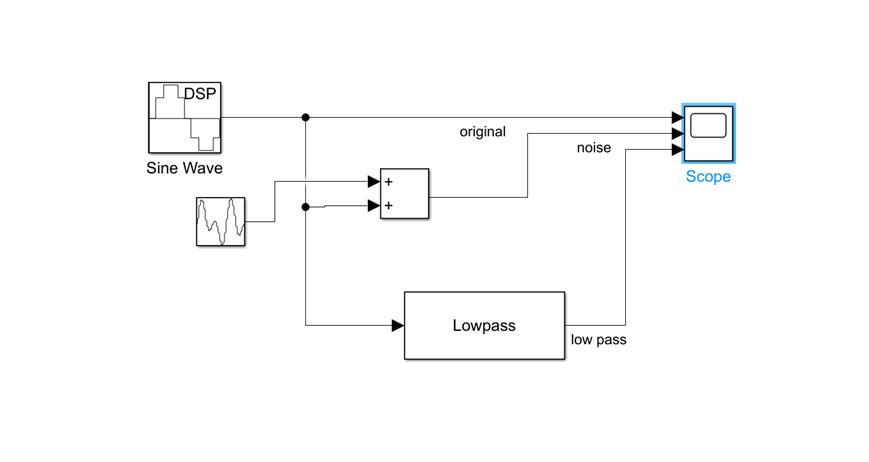 DSP
Sine Wave
original
noise
Scope
+
+
Lowpass
low pass